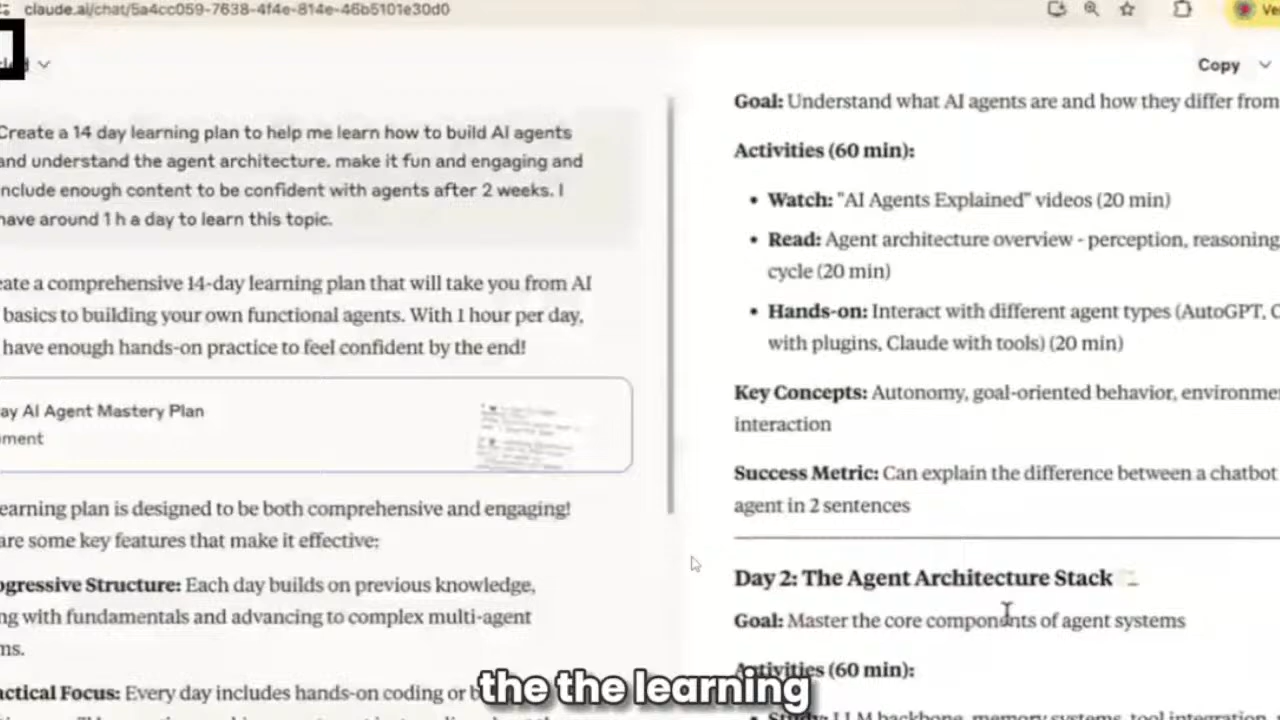 claude.ai/chat/5a4cc059-7638-4f4e-814e-46b5101e30d0
Copy
Create a 14 day learning plan to help me learn how to build AI agents
and understand the agent architecture. make it fun and engaging and
include enough content to be confident with agents after 2 weeks. I
have around 1 h a day to learn this topic.
eate a comprehensive 14-day learning plan that will take you from AI
basics to building your own functional agents. With 1 hour per day,
have enough hands-on practice to feel confident by the end!
ay AI Agent Mastery Plan
ment
earning plan is designed to be both comprehensive and engaging!
are some key features that make it effective:
ogressive Structure: Each day builds on previous knowledge,
ng with fundamentals and advancing to complex multi-agent
ms.
actical Focus: Every day includes hands-on coding or b
Goal: Understand what AI agents are and how they differ from
Activities (60 min):
• Watch: "AI Agents Explained" videos (20 min)
• Read: Agent architecture overview - perception, reasoning
cycle (20 min)
• Hands-on: Interact with different agent types (AutoGPT, C
with plugins, Claude with tools) (20 min)
Key Concepts: Autonomy, goal-oriented behavior, environme
interaction
Success Metric: Can explain the difference between a chatbot
agent in 2 sentences
Day 2: The Agent Architecture Stack
Goal: Master the core components of agent systems
Activities (60 min):
• Study: LLM backbone, memory systems, tool integration
the the learning